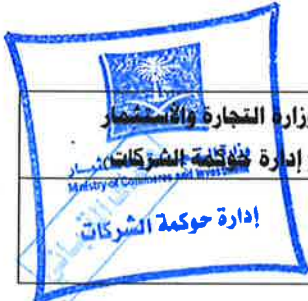 وزارة التجارة والاستثمار
إدارة حوكمة الشركات
Ministry of Commerce and Investment
إدارة حوكمة الشركات